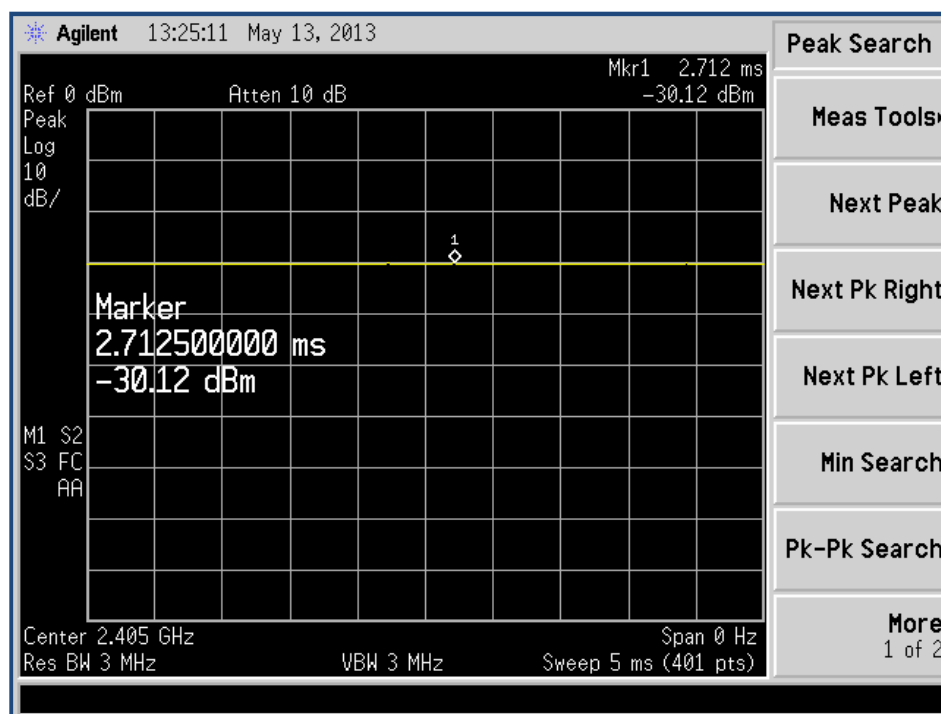 Agilent 13:25:11 May 13, 2013
Mkr1 2.712 ms
Ref 0 dBm Atten 10 dB -30.12 dBm
Peak
Log
10
dB/
1
Marker
2.712500000 ms
-30.12 dBm
M1 S2
S3 FC
AA
Center 2.405 GHz Span 0 Hz
Res BW 3 MHz VBW 3 MHz Sweep 5 ms (401 pts)
Peak Search
Meas Tools
Next Peak
Next Pk Right
Next Pk Left
Min Search
Pk-Pk Search
More
1 of 2